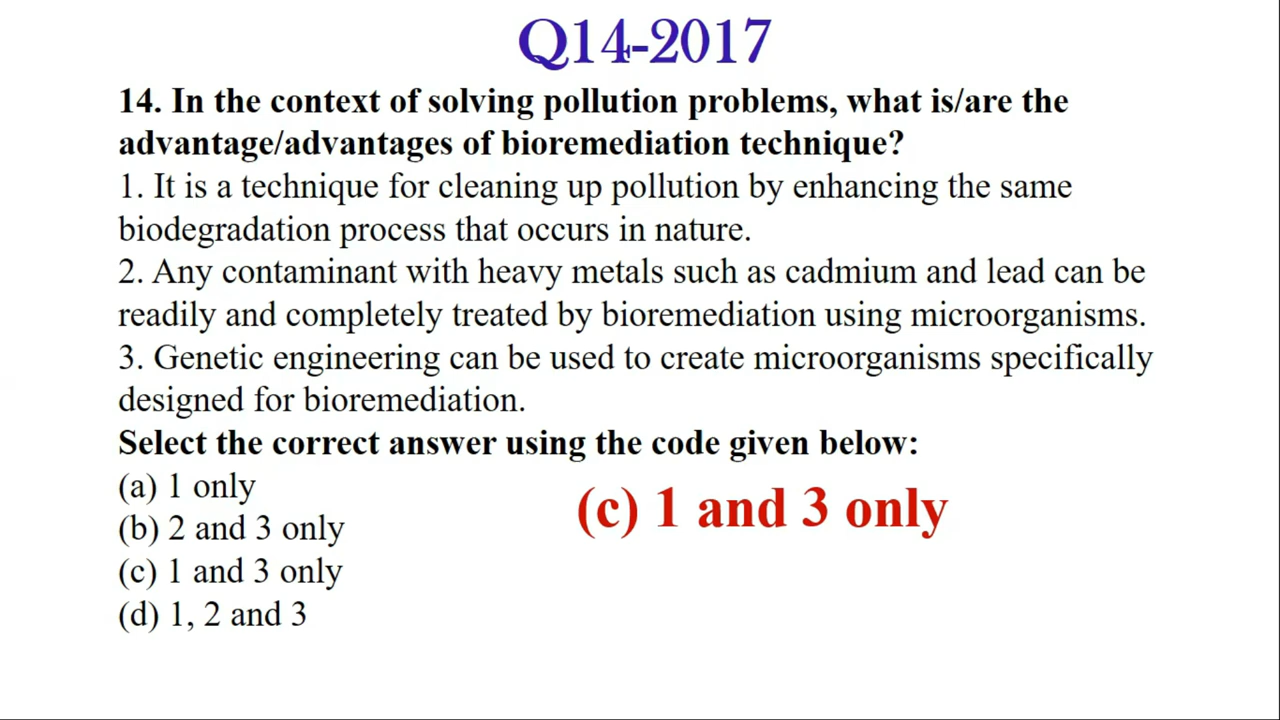 Q14-2017
14. In the context of solving pollution problems, what is/are the
advantage/advantages of bioremediation technique?
1. It is a technique for cleaning up pollution by enhancing the same
biodegradation process that occurs in nature.
2. Any contaminant with heavy metals such as cadmium and lead can be
readily and completely treated by bioremediation using microorganisms.
3. Genetic engineering can be used to create microorganisms specifically
designed for bioremediation.
Select the correct answer using the code given below:
(a) 1 only
(b) 2 and 3 only
(c) 1 and 3 only
(d) 1, 2 and 3
(c) 1 and 3 only